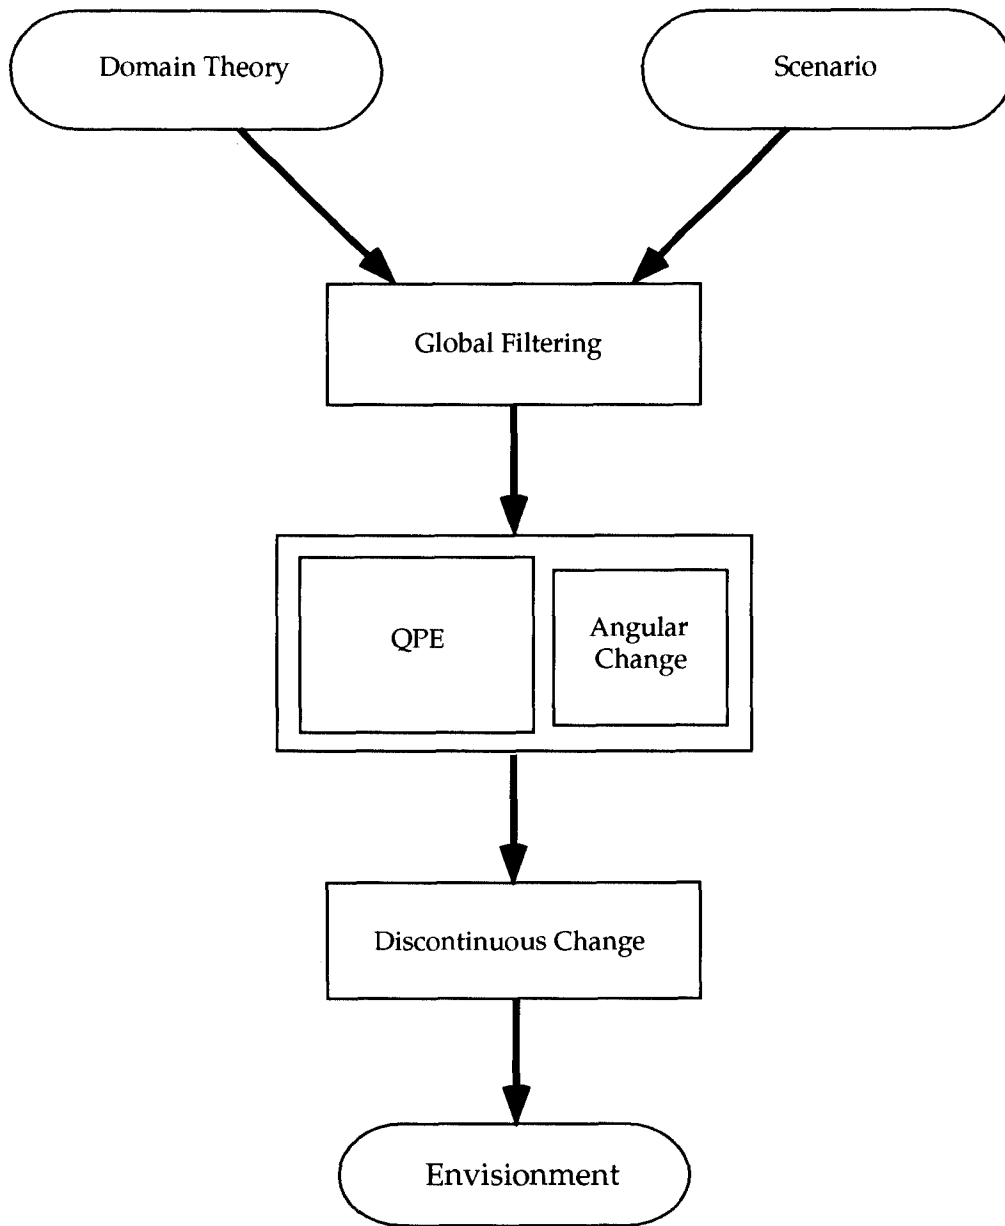 Domain Theory
Scenario
Global Filtering
QPE
Angular
Change
Discontinuous Change
Envisionment